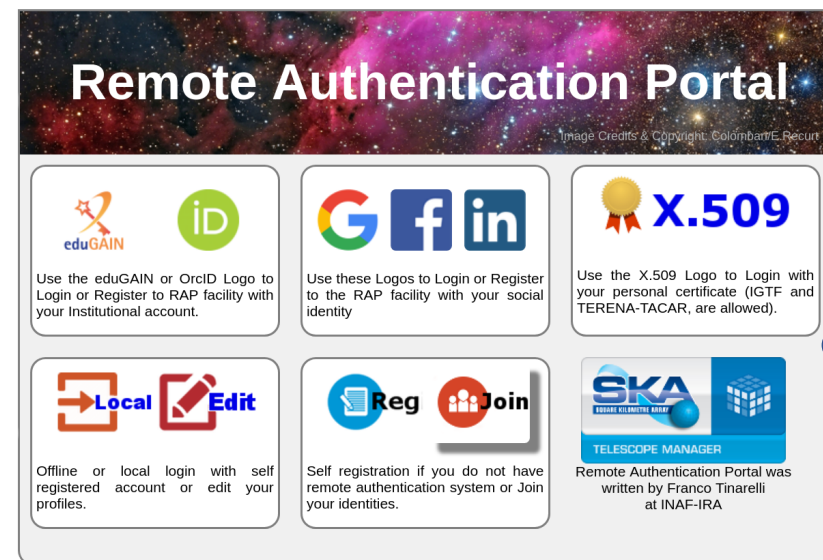 Remote Authentication Portal
Image Credits & Copyright: Colombari/E.Recurt
eduGAIN
iD
G
f
in
X.509
Use the eduGAIN or OrcID Logo to
Login or Register to RAP facility with
your Institutional account.
Use these Logos to Login or Register
to the RAP facility with your social
identity
Use the X.509 Logo to Login with
your personal certificate (IGTF and
TERENA-TACAR, are allowed).
Local
Edit
Reg
Join
SKA
SQUARE KILOMETRE ARRAY
TELESCOPE MANAGER
Offline or local login with self
registered account or edit your
profiles.
Self registration if you do not have
remote authentication system or Join
your identities.
Remote Authentication Portal was
written by Franco Tinarelli
at INAF-IRA